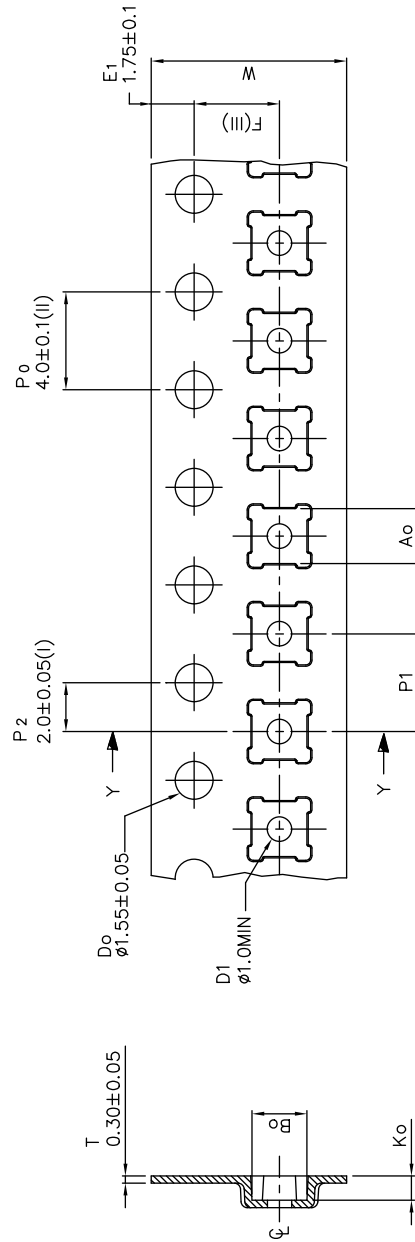 T
0.30±0.05
Bo
Ko
℄
Do
ø1.55±0.05
P2
2.0±0.05(I)
Po
4.0±0.1(II)
E1
1.75±0.1
F(III)
W
Y
Y
D1
ø1.0MIN
P1
Ao